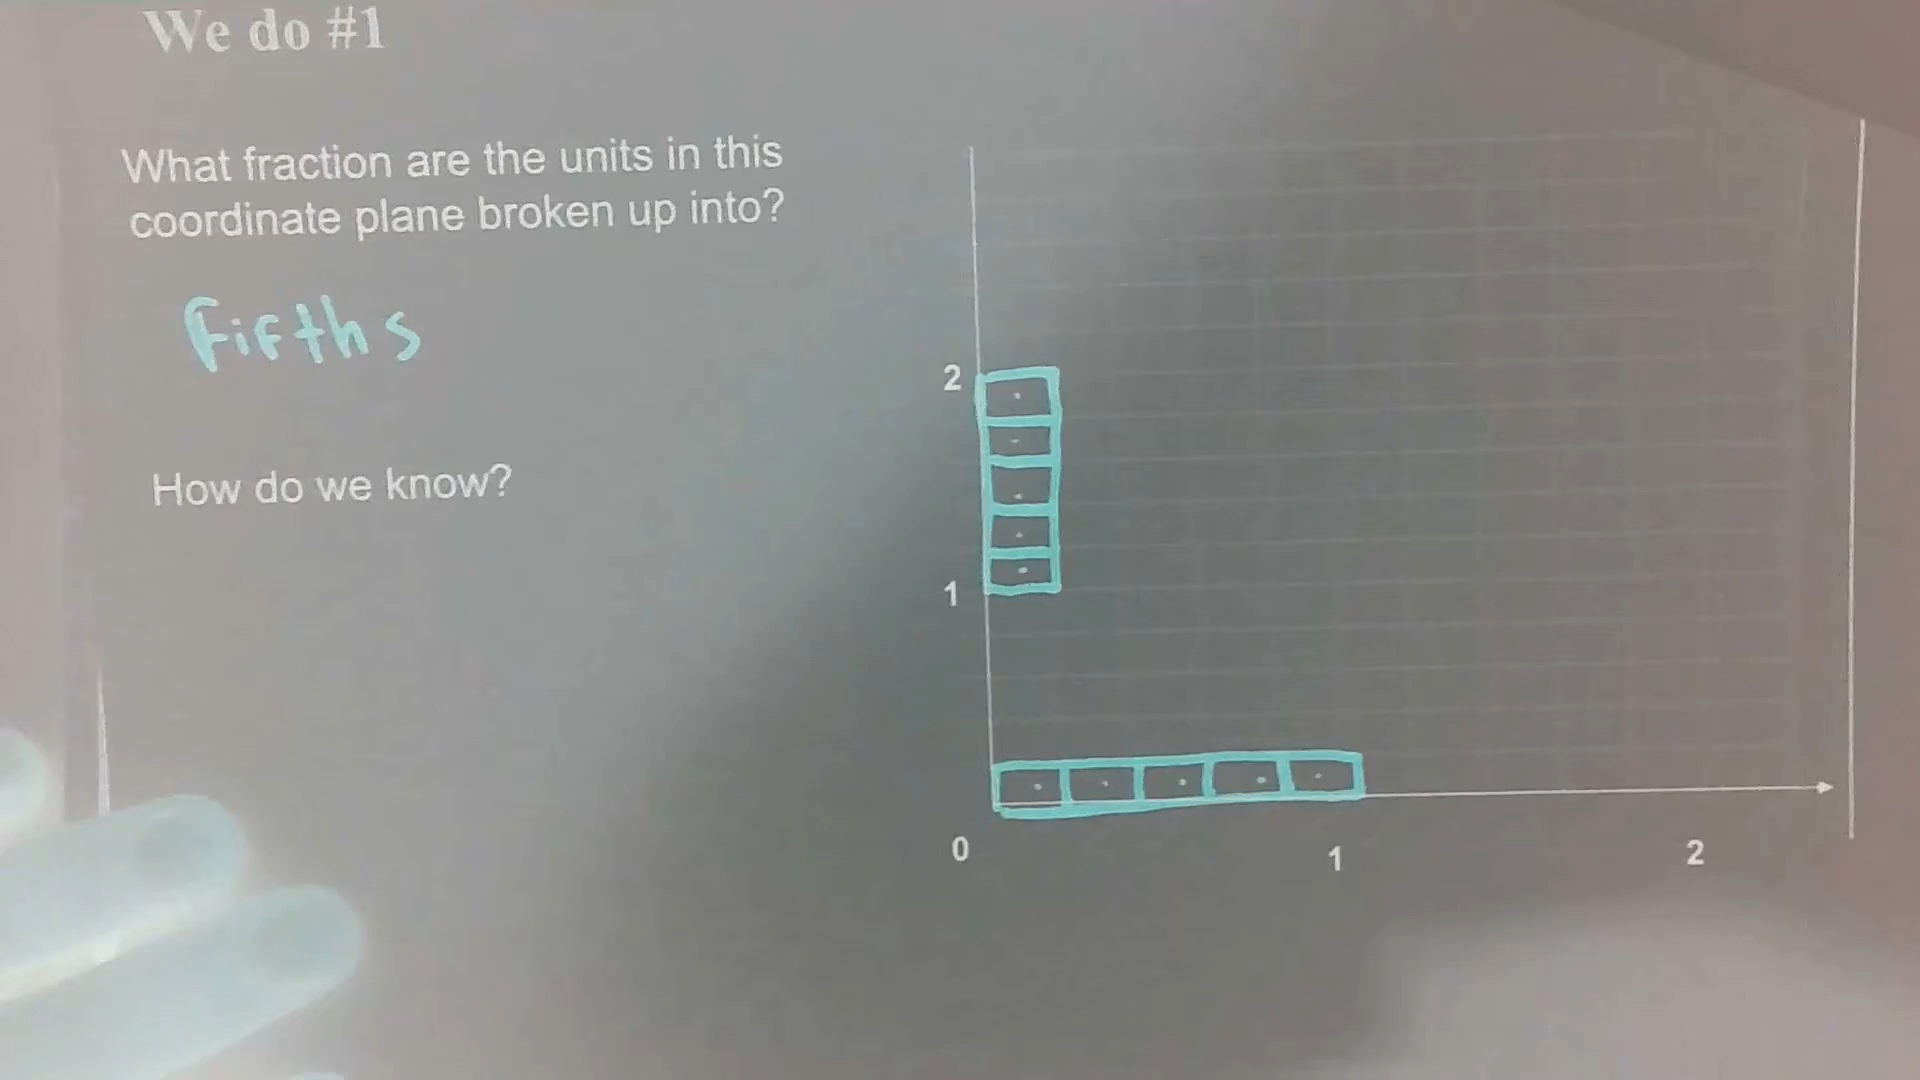 We do #1
What fraction are the units in this
coordinate plane broken up into?
Fifths
How do we know?
2
1
0
1
2